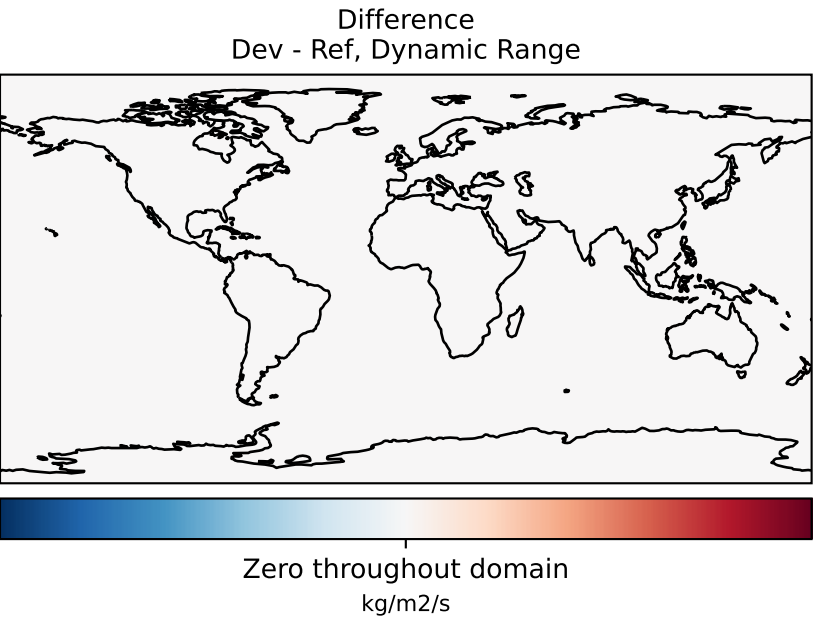 Difference
Dev - Ref, Dynamic Range
Zero throughout domain
kg/m2/s